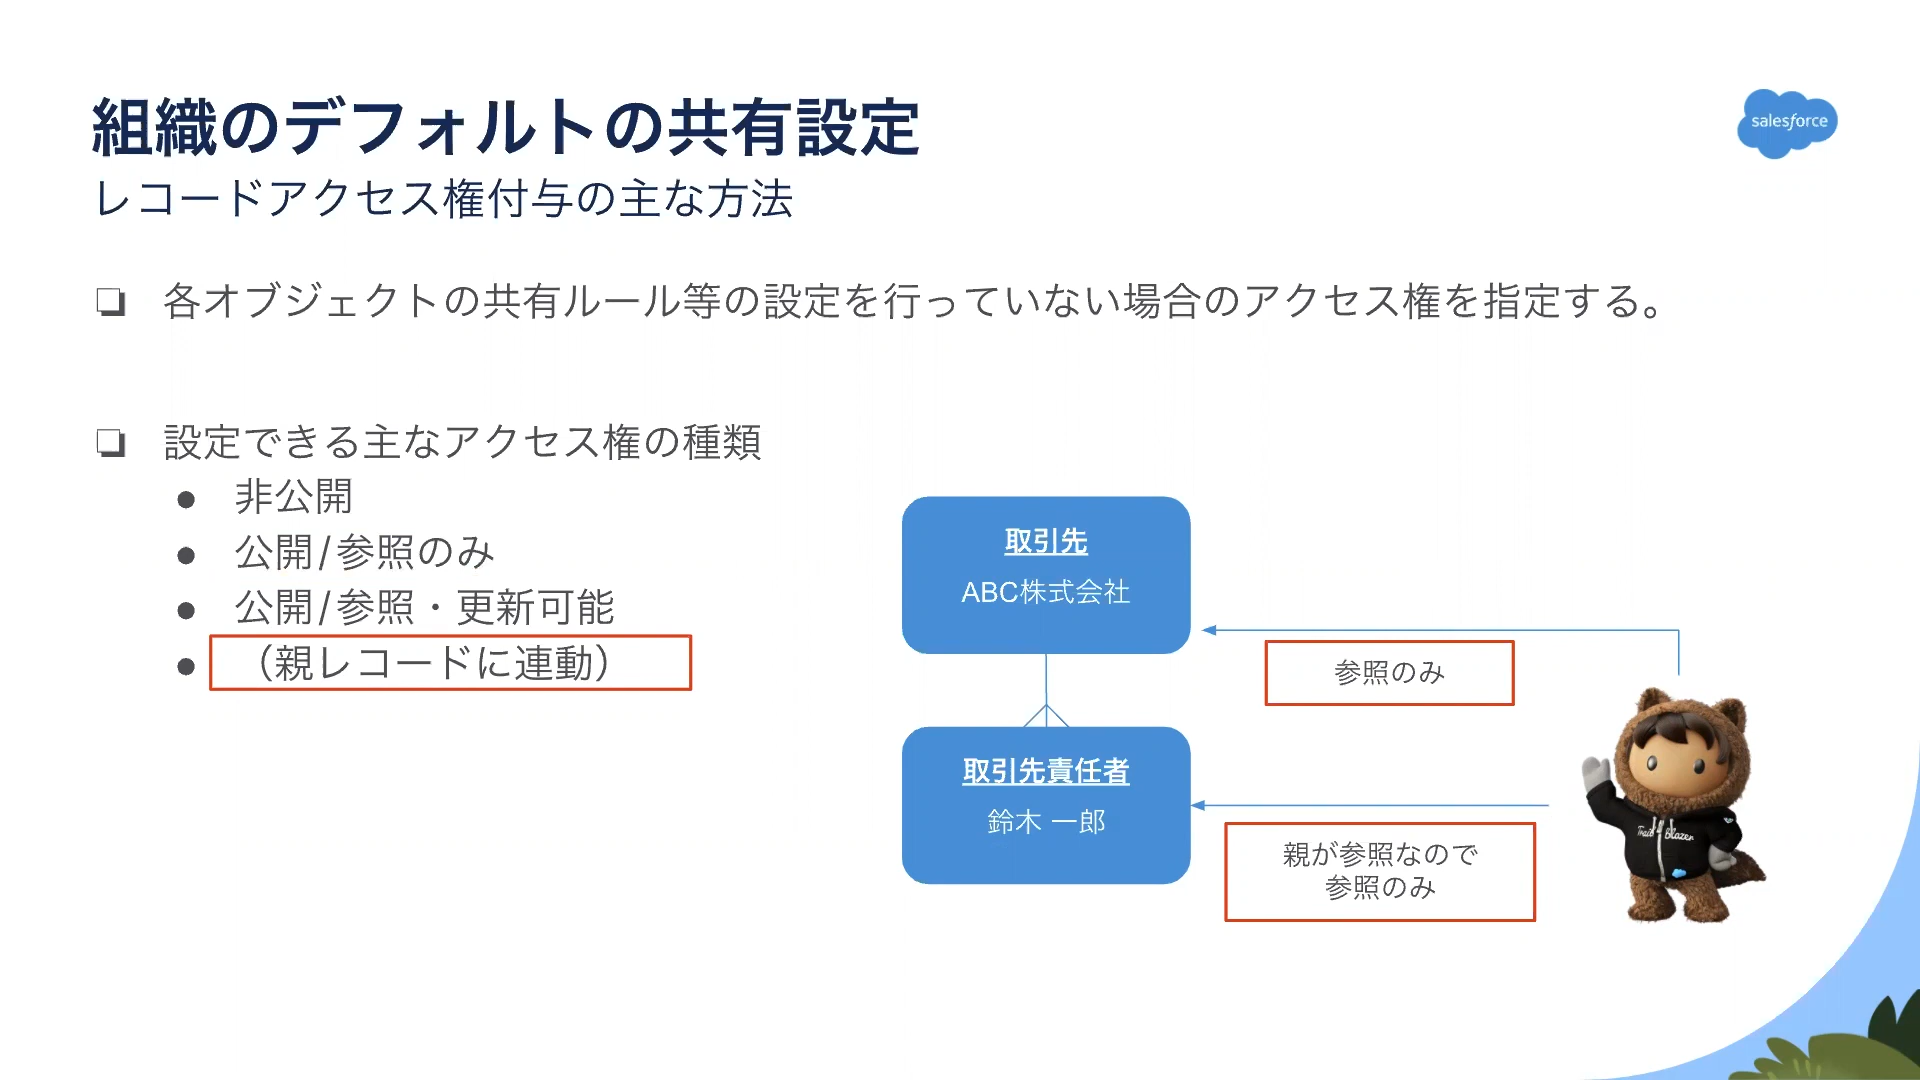 組織のデフォルトの共有設定
salesforce
レコードアクセス権付与の主な方法
各オブジェクトの共有ルール等の設定を行っていない場合のアクセス権を指定する。
設定できる主なアクセス権の種類
非公開
公開/参照のみ
公開/参照・更新可能
（親レコードに連動）
取引先
ABC株式会社
参照のみ
取引先責任者
鈴木 一郎
親が参照なので
参照のみ
Trail Blazer